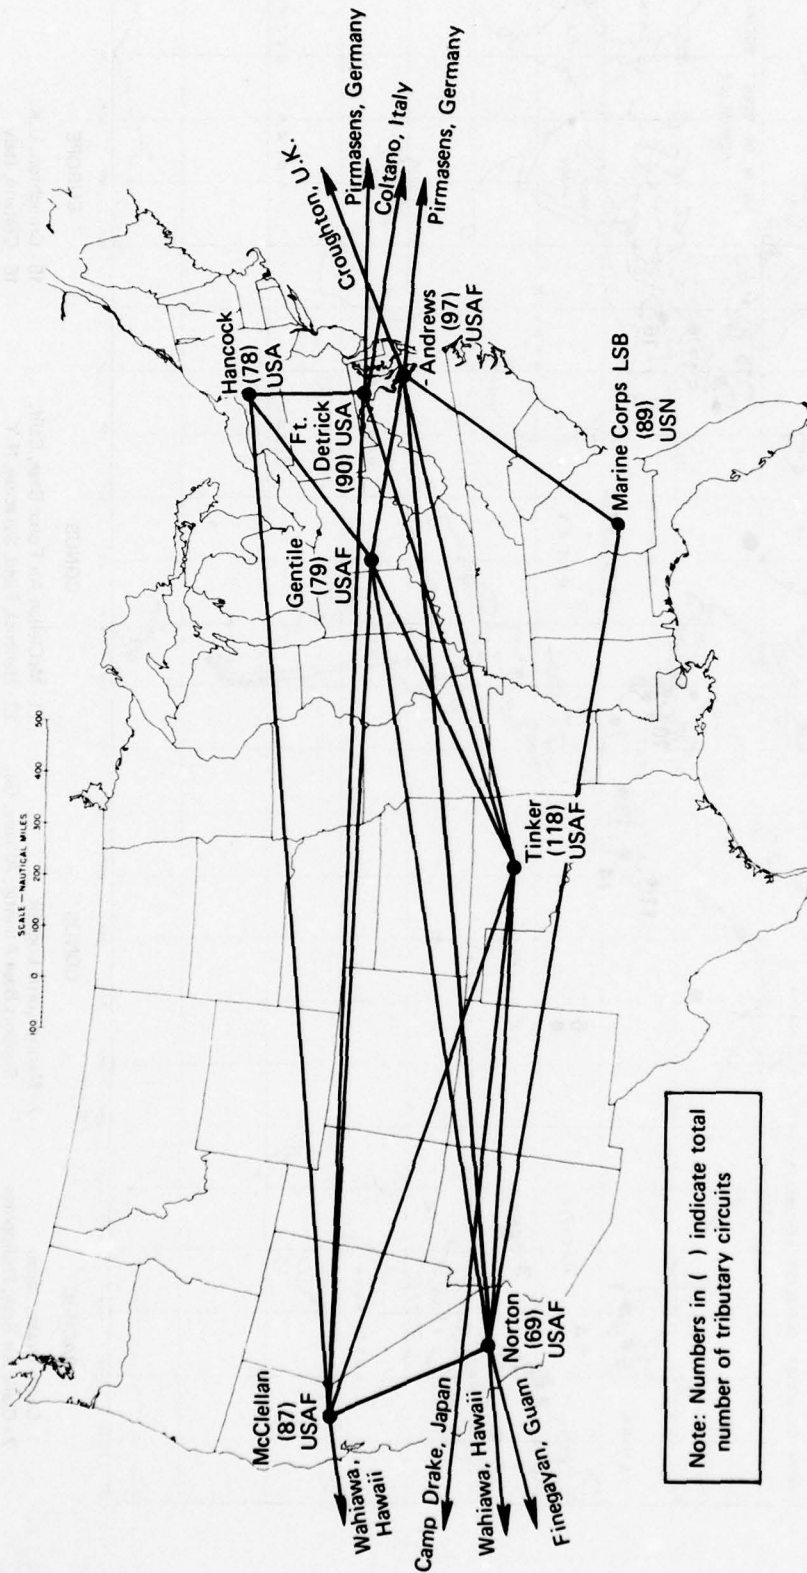 SCALE — NAUTICAL MILES
100 0 100 200 300 400 500
McClellan
(87)
USAF
Wahiawa,
Hawaii
Camp Drake, Japan
Wahiawa, Hawaii
Finegayan, Guam
Norton
(69)
USAF
Tinker
(118)
USAF
Gentile
(79)
USAF
Hancock
(78)
USA
Ft.
Detrick
(90) USA
Andrews
(97)
USAF
Marine Corps LSB
(89)
USN
Croughton, U.K.
Pirmasens, Germany
Coltano, Italy
Pirmasens, Germany
Note: Numbers in ( ) indicate total
number of tributary circuits